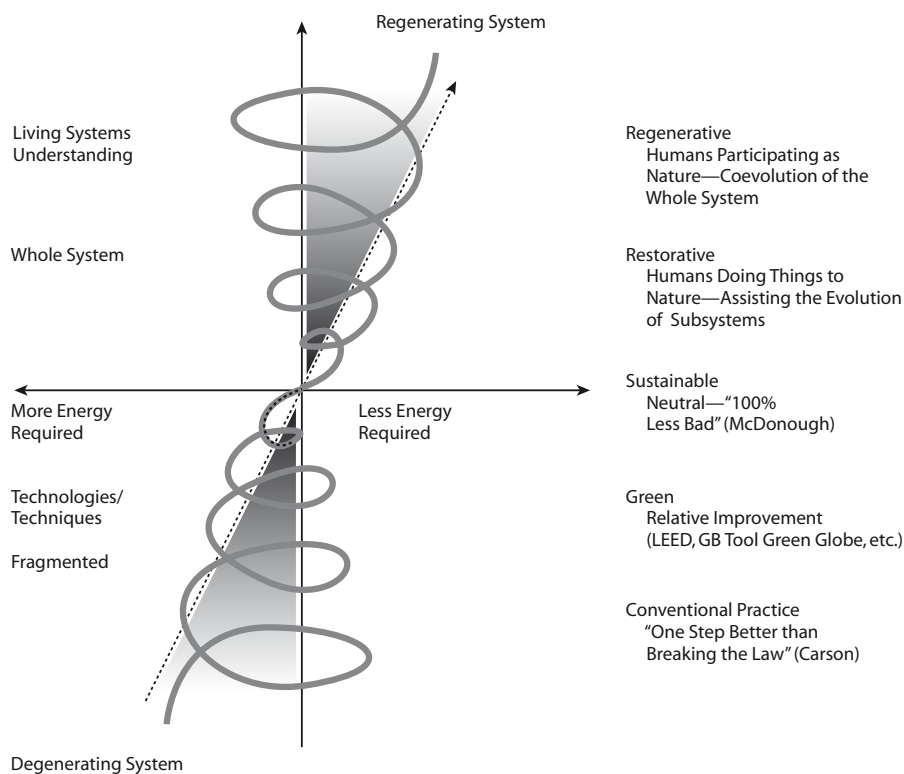 Regenerating System
Living Systems
Understanding
Regenerative
Humans Participating as
Nature—Coevolution of the
Whole System
Whole System
Restorative
Humans Doing Things to
Nature—Assisting the Evolution
of Subsystems
Sustainable
Neutral—“100%
Less Bad” (McDonough)
More Energy
Required
Less Energy
Required
Technologies/
Techniques
Fragmented
Green
Relative Improvement
(LEED, GB Tool Green Globe, etc.)
Conventional Practice
“One Step Better than
Breaking the Law” (Carson)
Degenerating System